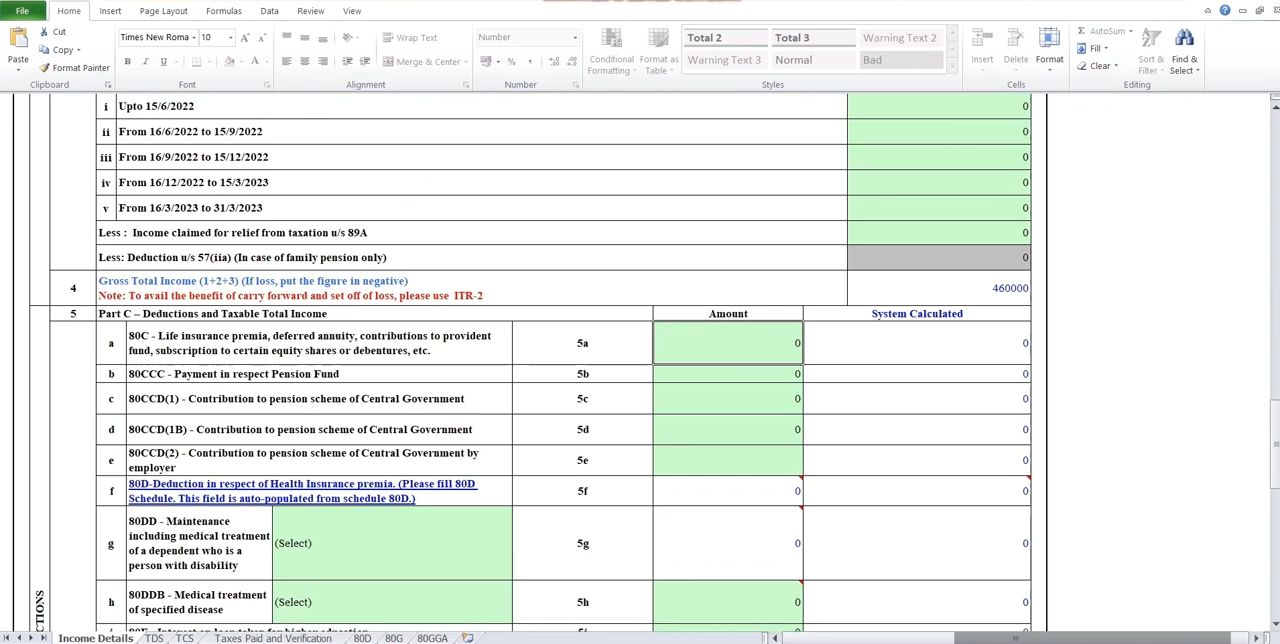 File Home Insert Page Layout Formulas Data Review View
Cut
Copy
Format Painter
Paste
Clipboard
Times New Roma 10
B I U A
Font
Wrap Text
Merge & Center
Alignment
Number
% ,
Number
Conditional Formatting
Format as Table
Total 2 Total 3 Warning Text 2
Warning Text 3 Normal Bad
Styles
Insert Delete Format
Cells
Σ AutoSum
Fill
Clear
Sort & Filter
Find & Select
Editing
i Upto 15/6/2022 0
ii From 16/6/2022 to 15/9/2022 0
iii From 16/9/2022 to 15/12/2022 0
iv From 16/12/2022 to 15/3/2023 0
v From 16/3/2023 to 31/3/2023 0
Less : Income claimed for relief from taxation u/s 89A 0
Less: Deduction u/s 57(iia) (In case of family pension only) 0
4 Gross Total Income (1+2+3) (If loss, put the figure in negative) 460000
Note: To avail the benefit of carry forward and set off of loss, please use ITR-2
5 Part C – Deductions and Taxable Total Income Amount System Calculated
a 80C - Life insurance premia, deferred annuity, contributions to provident
fund, subscription to certain equity shares or debentures, etc. 5a 0 0
b 80CCC - Payment in respect Pension Fund 5b 0 0
c 80CCD(1) - Contribution to pension scheme of Central Government 5c 0 0
d 80CCD(1B) - Contribution to pension scheme of Central Government 5d 0 0
e 80CCD(2) - Contribution to pension scheme of Central Government by
employer 5e 0
f 80D-Deduction in respect of Health Insurance premia. (Please fill 80D
Schedule. This field is auto-populated from schedule 80D.) 5f 0 0
g 80DD - Maintenance
including medical treatment
of a dependent who is a
person with disability (Select) 5g 0 0
h 80DDB - Medical treatment
of specified disease (Select) 5h 0 0
CTIONS
Income Details TDS TCS Taxes Paid and Verification 80D 80G 80GGA